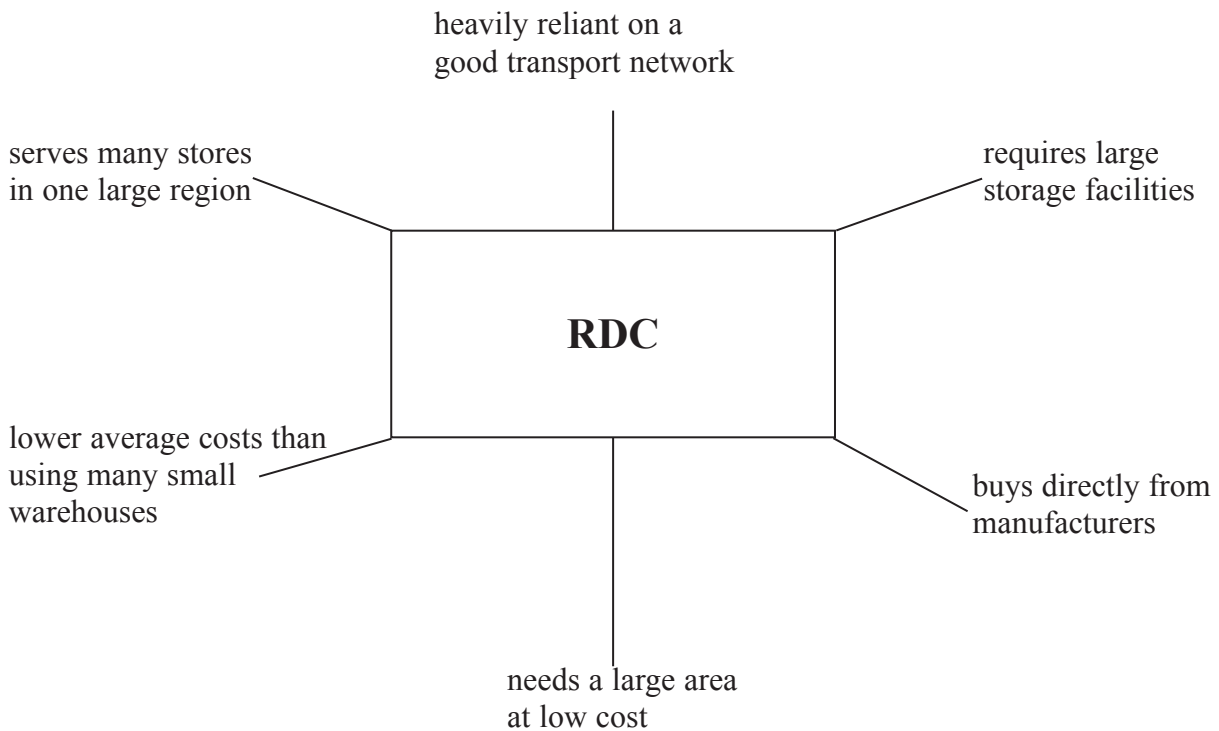 heavily reliant on a
good transport network
serves many stores
in one large region
requires large
storage facilities
RDC
lower average costs than
using many small
warehouses
buys directly from
manufacturers
needs a large area
at low cost